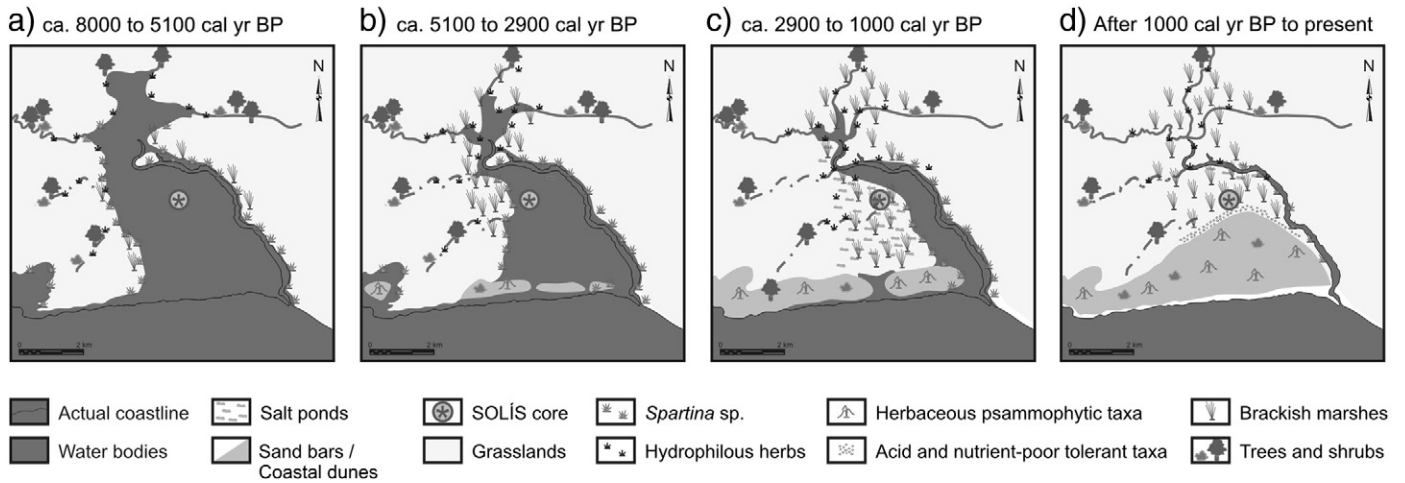 a) ca. 8000 to 5100 cal yr BP
b) ca. 5100 to 2900 cal yr BP
c) ca. 2900 to 1000 cal yr BP
d) After 1000 cal yr BP to present
N
N
N
N
0 2 km
0 2 km
0 2 km
0 2 km
Actual coastline
Salt ponds
SOLÍS core
Spartina sp.
Herbaceous psammophytic taxa
Brackish marshes
Water bodies
Sand bars /
Coastal dunes
Grasslands
Hydrophilous herbs
Acid and nutrient-poor tolerant taxa
Trees and shrubs